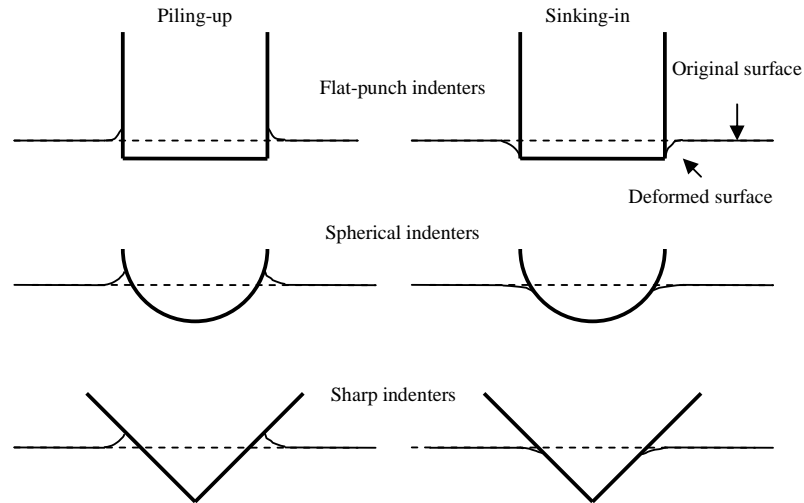 Piling-up
Sinking-in
Flat-punch indenters
Original surface
Deformed surface
Spherical indenters
Sharp indenters